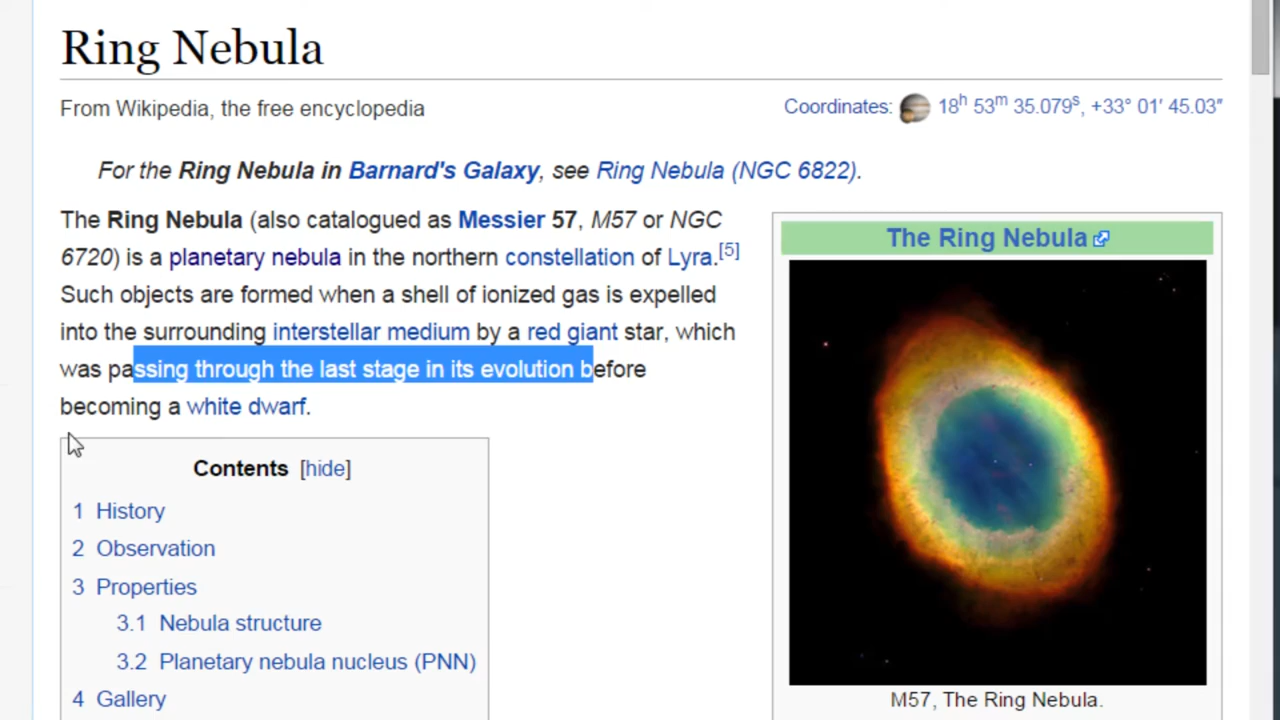 Ring Nebula
From Wikipedia, the free encyclopedia
Coordinates: 18h 53m 35.079s, +33° 01′ 45.03″
For the Ring Nebula in Barnard's Galaxy, see Ring Nebula (NGC 6822).
The Ring Nebula (also catalogued as Messier 57, M57 or NGC
6720) is a planetary nebula in the northern constellation of Lyra.[5]
Such objects are formed when a shell of ionized gas is expelled
into the surrounding interstellar medium by a red giant star, which
was passing through the last stage in its evolution before
becoming a white dwarf.
Contents [hide]
1 History
2 Observation
3 Properties
3.1 Nebula structure
3.2 Planetary nebula nucleus (PNN)
4 Gallery
The Ring Nebula
M57, The Ring Nebula.